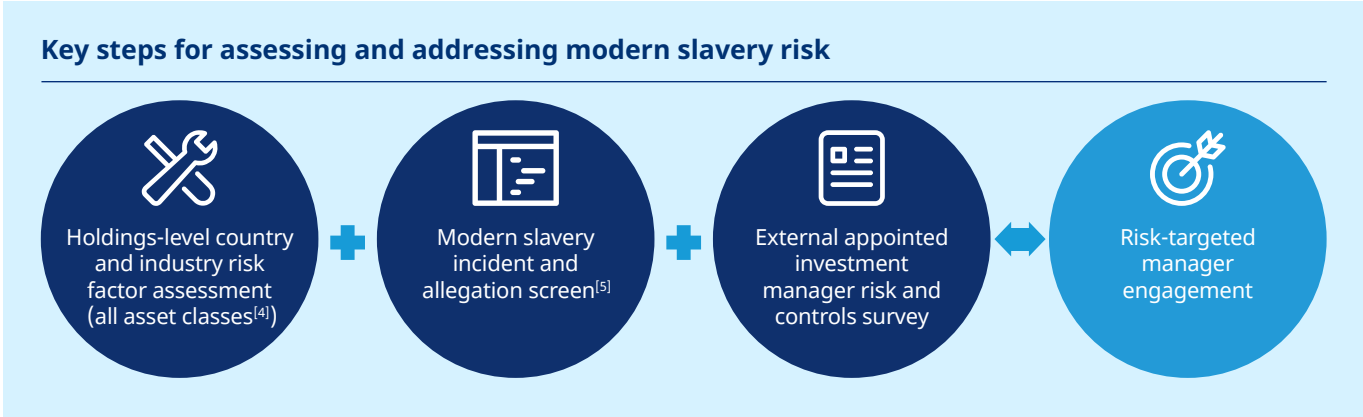 Key steps for assessing and addressing modern slavery risk
Holdings-level country
and industry risk
factor assessment
(all asset classes[4])
Modern slavery
incident and
allegation screen[5]
External appointed
investment
manager risk and
controls survey
Risk-targeted
manager
engagement